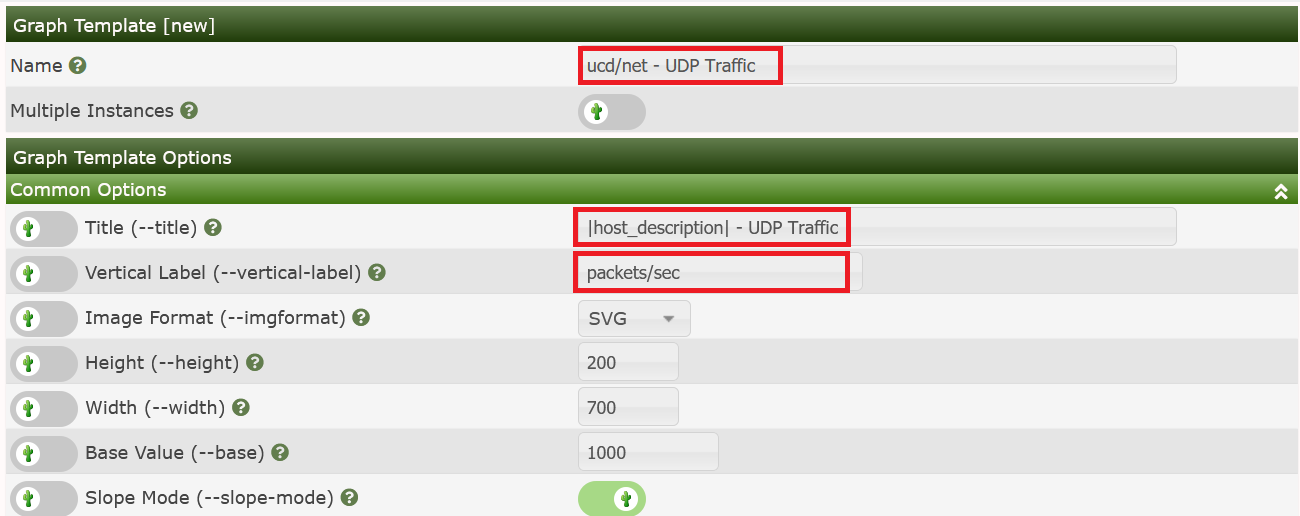 Graph Template [new]
Name ucd/net - UDP Traffic
Multiple Instances
Graph Template Options
Common Options
Title (--title) |host_description| - UDP Traffic
Vertical Label (--vertical-label) packets/sec
Image Format (--imgformat) SVG
Height (--height) 200
Width (--width) 700
Base Value (--base) 1000
Slope Mode (--slope-mode)